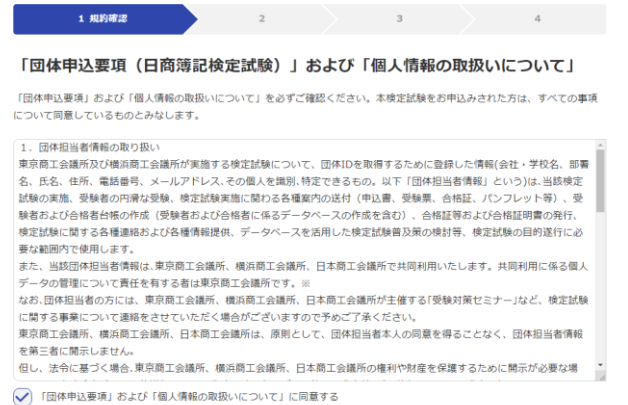 1 規約確認
2
3
4
「団体申込要項（日商簿記検定試験）」および「個人情報の取扱いについて」
「団体申込要項」および「個人情報の取扱いについて」を必ずご確認ください。本検定試験をお申込みされた方は、すべての事項
について同意しているものとみなします。
1．団体担当者情報の取り扱い
東京商工会議所及び横浜商工会議所が実施する検定試験について、団体IDを取得するために登録した情報(会社・学校名、部署
名、氏名、住所、電話番号、メールアドレス、その個人を識別、特定できるもの。以下「団体担当者情報」という)は、当該検定
試験の実施、受験者の円滑な受験、検定試験実施に関わる各種案内の送付（申込書、受験票、合格証、パンフレット等）、受
験者および合格者台帳の作成（受験者および合格者に係るデータベースの作成を含む）、合格証等および合格証明書の発行、
検定試験に関する各種連絡および各種情報提供、データベースを活用した検定試験普及策の検討等、検定試験の目的遂行に必
要な範囲内で使用します。
また、当該団体担当者情報は、東京商工会議所、横浜商工会議所、日本商工会議所で共同利用いたします。共同利用に係る個人
データの管理について責任を有する者は東京商工会議所です。※
なお、団体担当者の方には、東京商工会議所、横浜商工会議所、日本商工会議所が主催する「受験対策セミナー」など、検定試験
に関する事業について連絡をさせていただく場合がございますので予めご了承ください。
東京商工会議所、横浜商工会議所、日本商工会議所は、原則として、団体担当者本人の同意を得ることなく、団体担当者情報
を第三者に開示しません。
但し、法令に基づく場合、東京商工会議所、横浜商工会議所、日本商工会議所の権利や財産を保護するために開示が必要な場
「団体申込要項」および「個人情報の取扱いについて」に同意する